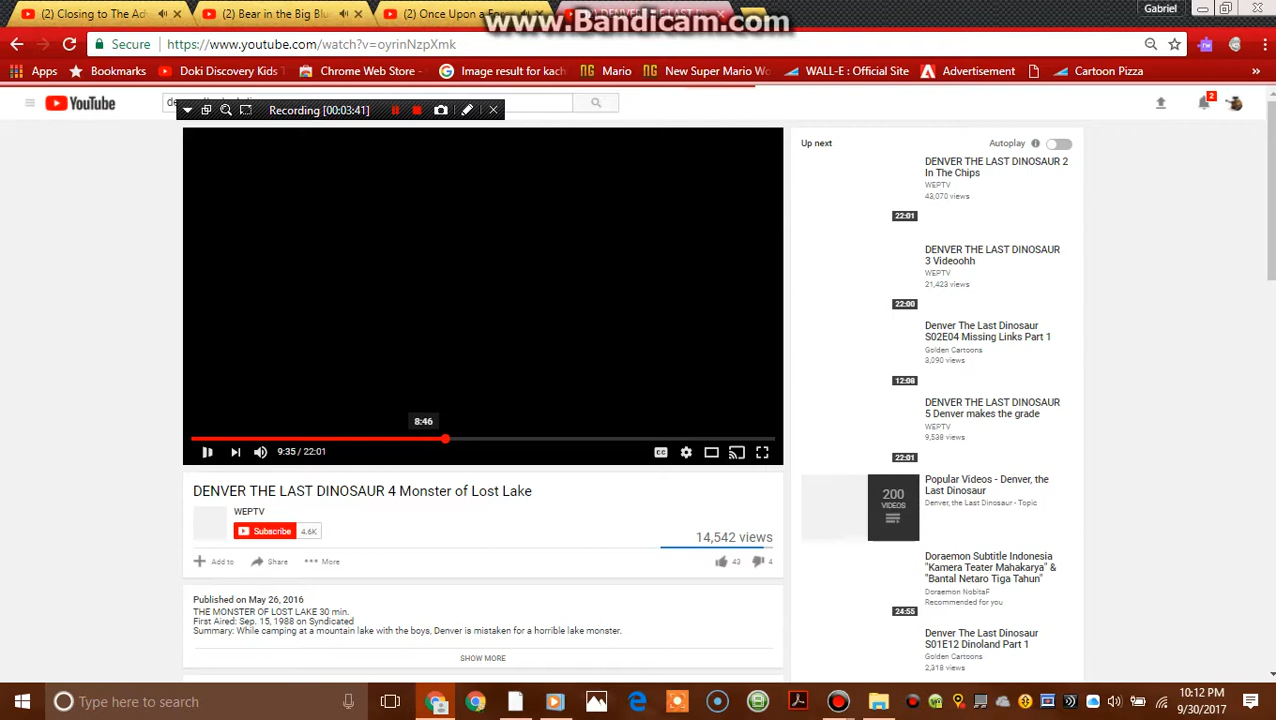 (2) Closing to The Ad
(2) Bear in the Big Blu
(2) Once Upon a For
www.Bandicam.com
Gabriel
Secure
https://www.youtube.com/watch?v=oyrinNzpXmk
Apps
Bookmarks
Doki Discovery Kids
Chrome Web Store -
Image result for kach
NG Mario
NG New Super Mario Wo
WALL-E : Official Site
Advertisement
Cartoon Pizza
»
YouTube
de
Recording [00:03:41]
2
Up next
Autoplay
DENVER THE LAST DINOSAUR 2
In The Chips
WEPTV
43,070 views
22:01
DENVER THE LAST DINOSAUR
3 Videoohh
WEPTV
21,423 views
22:00
Denver The Last Dinosaur
S02E04 Missing Links Part 1
Golden Cartoons
3,090 views
12:08
DENVER THE LAST DINOSAUR
5 Denver makes the grade
WEPTV
9,538 views
22:01
200
VIDEOS
Popular Videos - Denver, the
Last Dinosaur
Denver, the Last Dinosaur - Topic
Doraemon Subtitle Indonesia
"Kamera Teater Mahakarya" &
"Bantal Netaro Tiga Tahun"
Doraemon NobitaF
Recommended for you
24:55
Denver The Last Dinosaur
S01E12 Dinoland Part 1
Golden Cartoons
2,318 views
8:46
9:35 / 22:01
CC
DENVER THE LAST DINOSAUR 4 Monster of Lost Lake
WEPTV
Subscribe 4.6K
14,542 views
Add to
Share
More
43
4
Published on May 26, 2016
THE MONSTER OF LOST LAKE 30 min.
First Aired: Sep. 15, 1988 on Syndicated
Summary: While camping at a mountain lake with the boys, Denver is mistaken for a horrible lake monster.
SHOW MORE
Type here to search
10:12 PM
9/30/2017